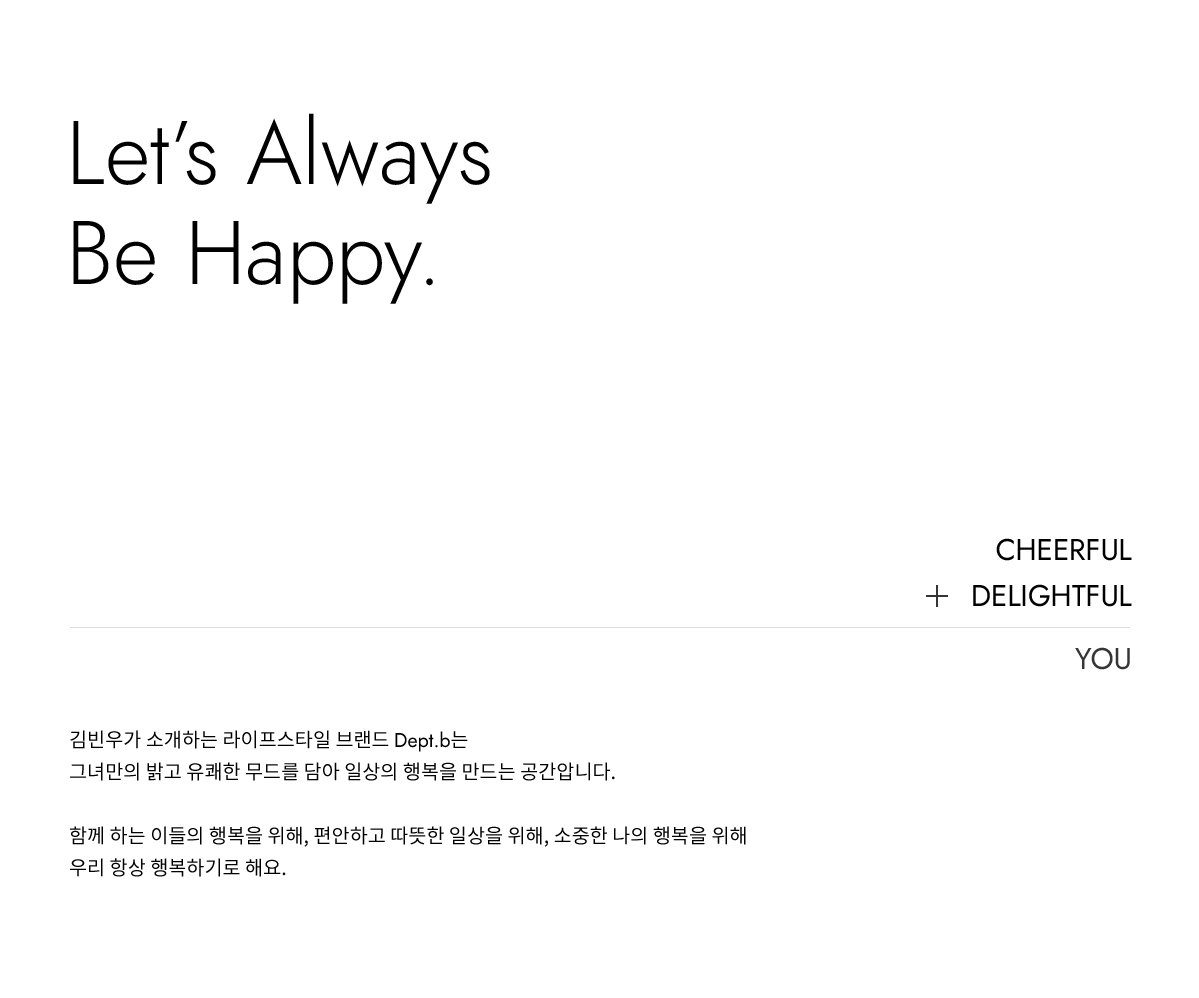 Let’s Always
Be Happy.
CHEERFUL
+ DELIGHTFUL
YOU
김빈우가 소개하는 라이프스타일 브랜드 Dept.b는
그녀만의 밝고 유쾌한 무드를 담아 일상의 행복을 만드는 공간압니다.
함께 하는 이들의 행복을 위해, 편안하고 따뜻한 일상을 위해, 소중한 나의 행복을 위해
우리 항상 행복하기로 해요.